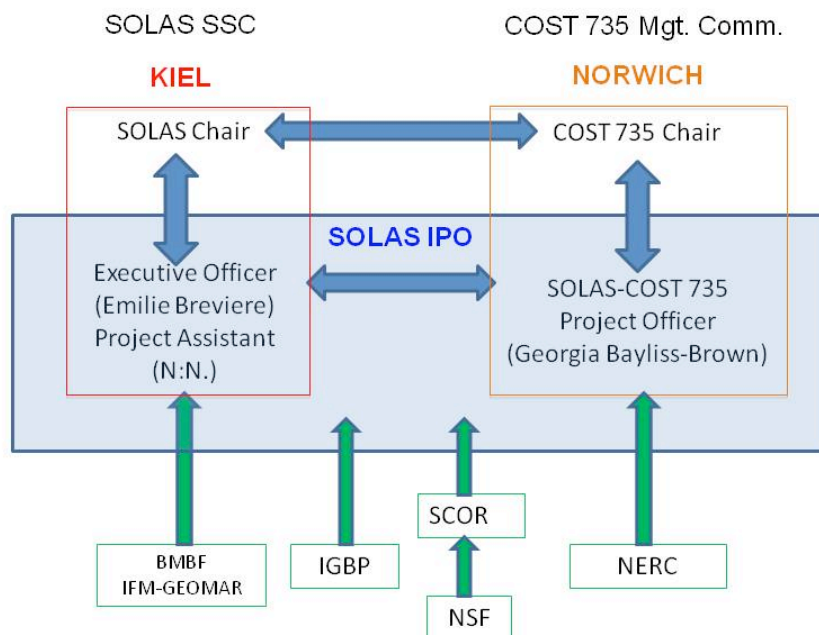 SOLAS SSC
COST 735 Mgt. Comm.
KIEL
NORWICH
SOLAS Chair
COST 735 Chair
SOLAS IPO
Executive Officer
(Emilie Breviere)
Project Assistant
(N:N.)
SOLAS-COST 735
Project Officer
(Georgia Bayliss-Brown)
BMBF
IFM-GEOMAR
IGBP
SCOR
NSF
NERC